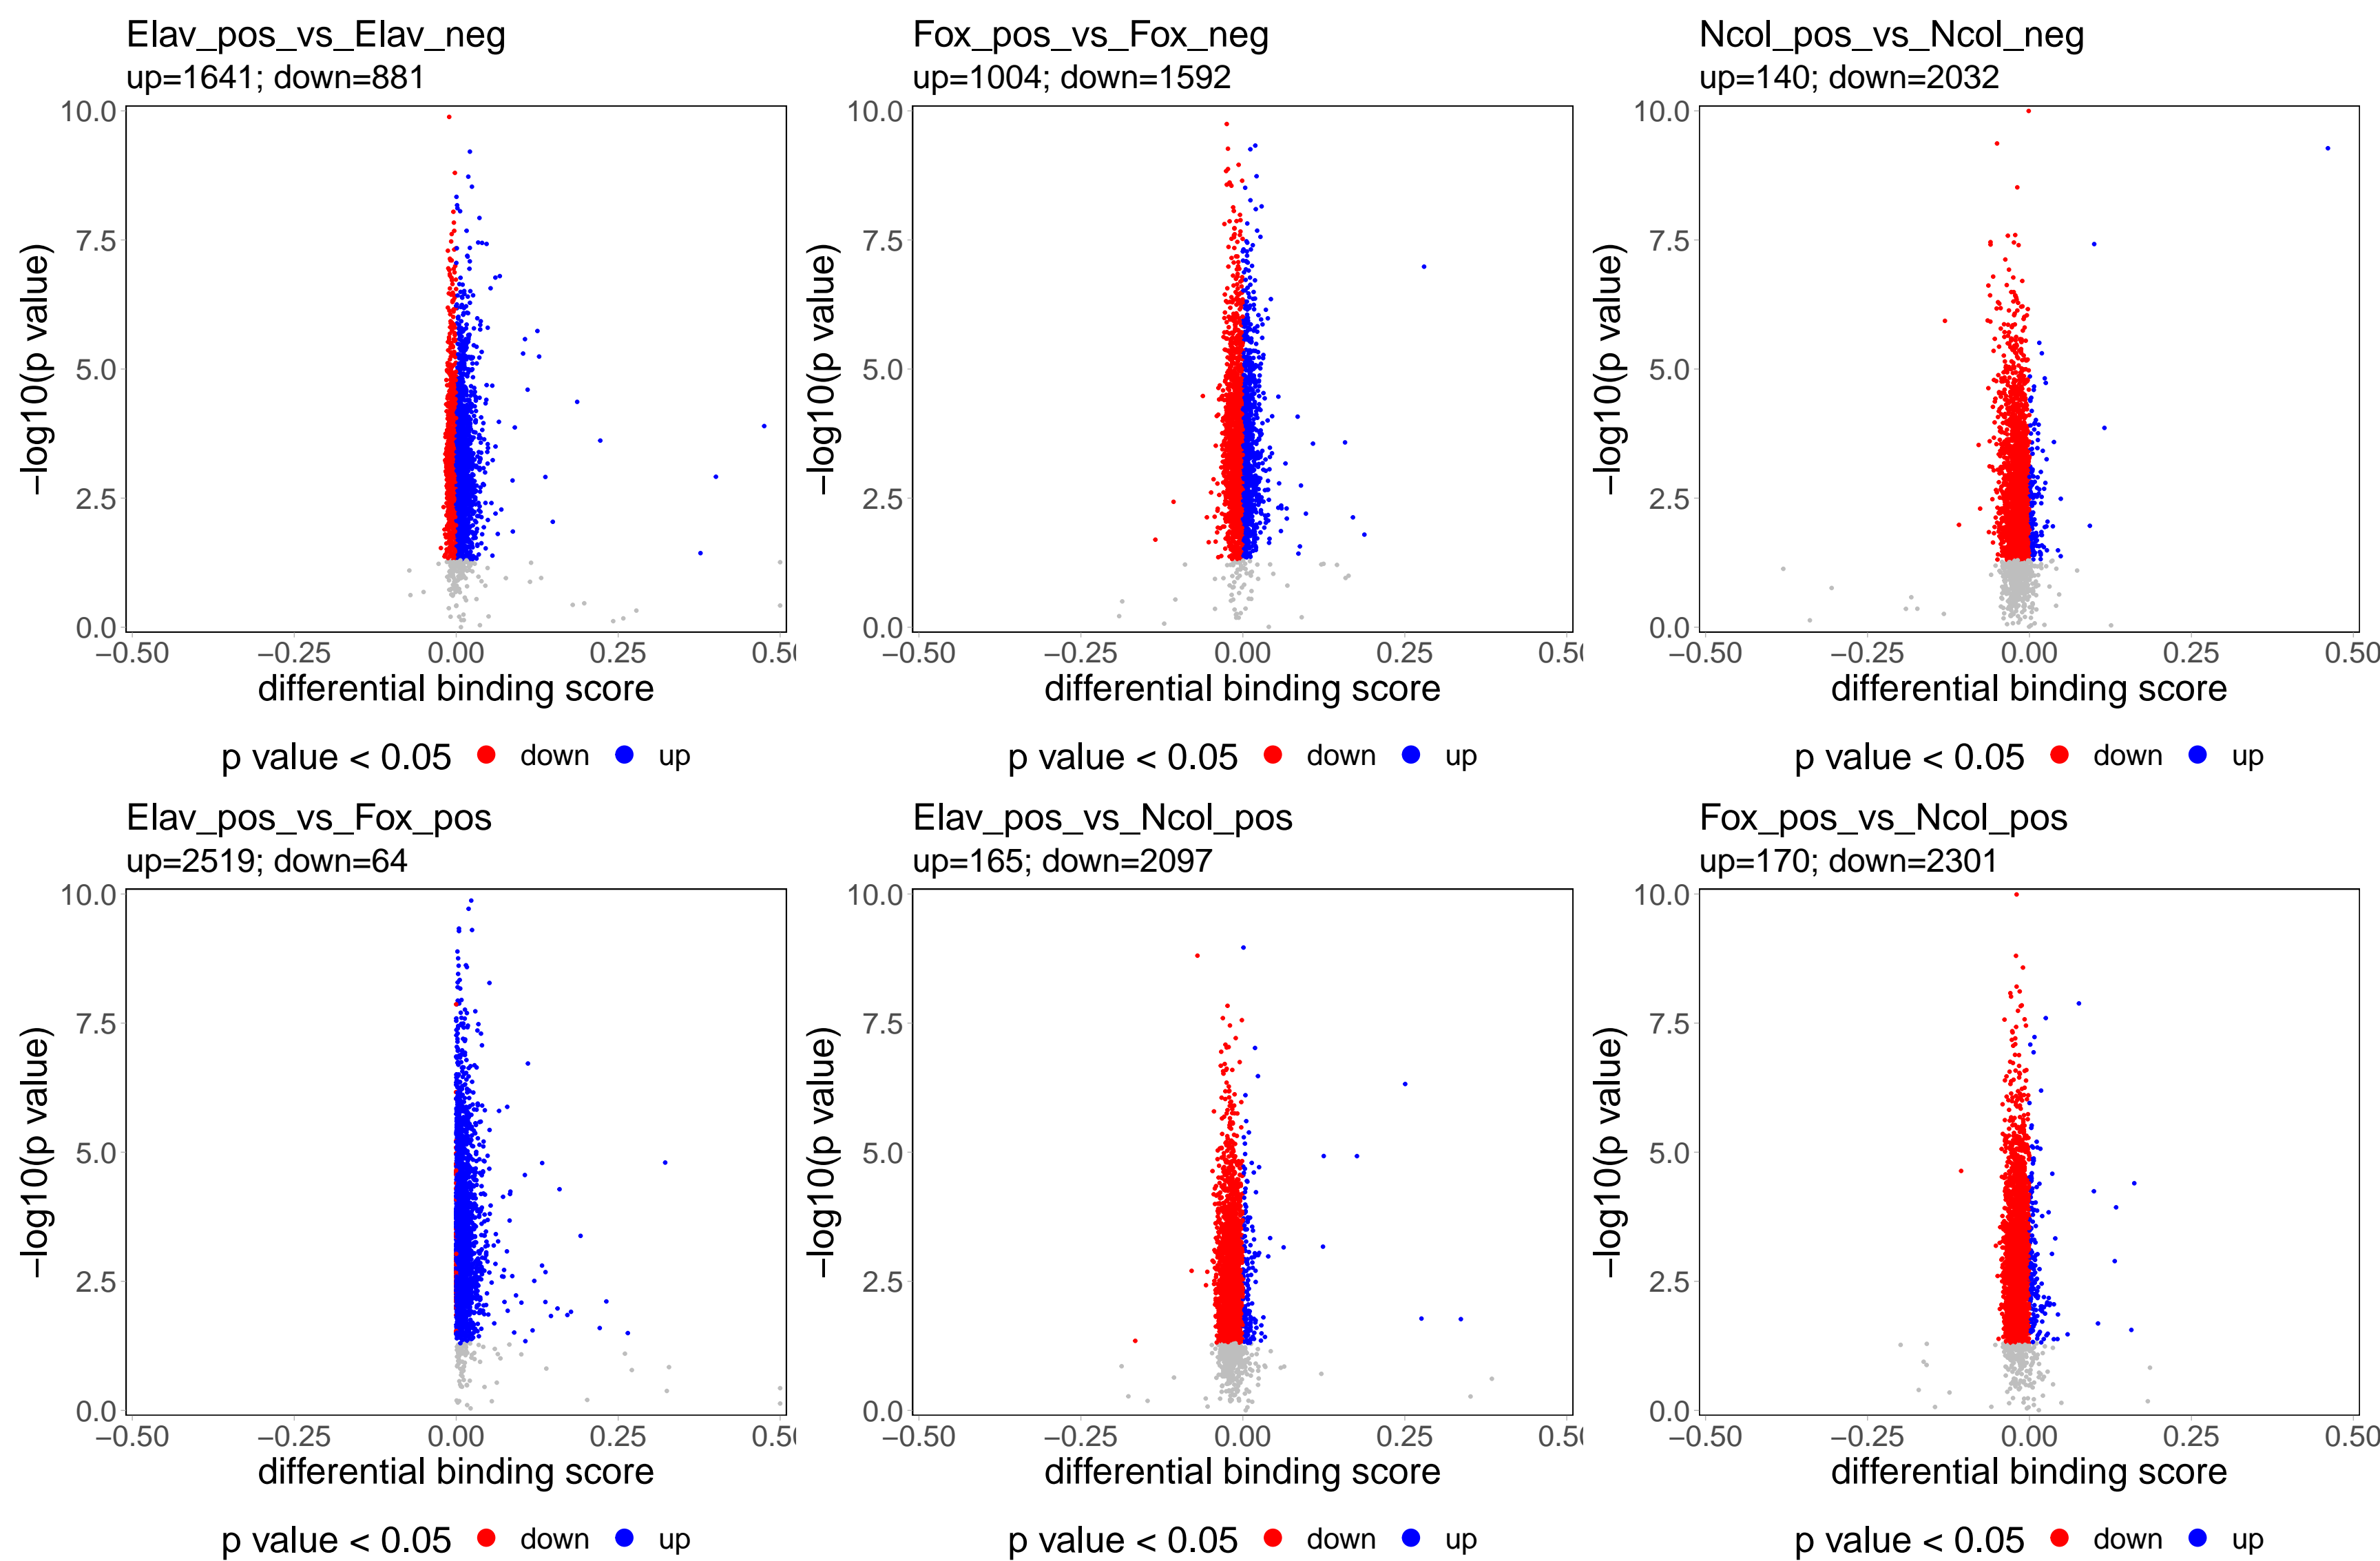 Elav_pos_vs_Elav_neg
up=1641; down=881
10.0
7.5
5.0
2.5
0.0
−log10(p value)
−0.50 −0.25 0.00 0.25 0.50
differential binding score
p value < 0.05 down up
Fox_pos_vs_Fox_neg
up=1004; down=1592
10.0
7.5
5.0
2.5
0.0
−log10(p value)
−0.50 −0.25 0.00 0.25 0.50
differential binding score
p value < 0.05 down up
Ncol_pos_vs_Ncol_neg
up=140; down=2032
10.0
7.5
5.0
2.5
0.0
−log10(p value)
−0.50 −0.25 0.00 0.25 0.50
differential binding score
p value < 0.05 down up
Elav_pos_vs_Fox_pos
up=2519; down=64
10.0
7.5
5.0
2.5
0.0
−log10(p value)
−0.50 −0.25 0.00 0.25 0.50
differential binding score
p value < 0.05 down up
Elav_pos_vs_Ncol_pos
up=165; down=2097
10.0
7.5
5.0
2.5
0.0
−log10(p value)
−0.50 −0.25 0.00 0.25 0.50
differential binding score
p value < 0.05 down up
Fox_pos_vs_Ncol_pos
up=170; down=2301
10.0
7.5
5.0
2.5
0.0
−log10(p value)
−0.50 −0.25 0.00 0.25 0.50
differential binding score
p value < 0.05 down up